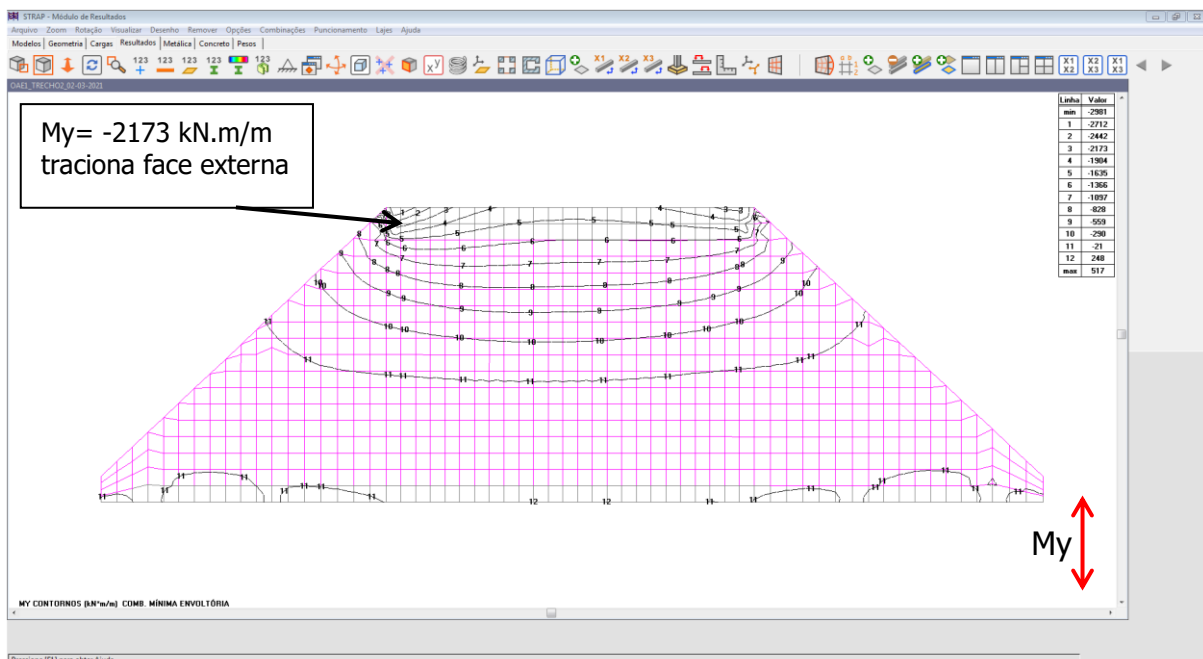 STRAP - Módulo de Resultados
Arquivo Zoom Rotação Visualizar Desenho Remover Opções Combinações Puncionamento Lajes Ajuda
Modelos Geometria Cargas Resultados Metálica Concreto Pesos
OAE1_TRECHO2_02-03-2021
My= -2173 kN.m/m
traciona face externa
Linha Valor
min -2981
1 -2712
2 -2442
3 -2173
4 -1904
5 -1635
6 -1366
7 -1097
8 -828
9 -559
10 -290
11 -21
12 248
max 517
My
MY CONTORNOS (kN*m/m) COMB. MÍNIMA ENVOLTÓRIA